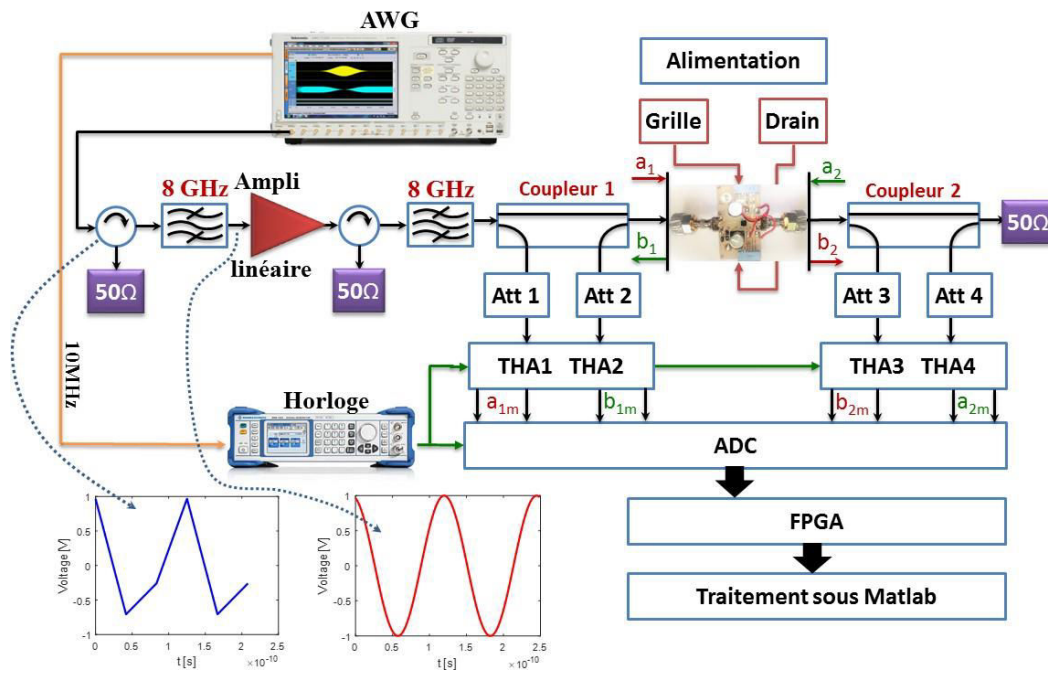 AWG
Alimentation
Grille
Drain
a1
a2
8 GHz
Ampli
8 GHz
Coupleur 1
Coupleur 2
50Ω
linéaire
b1
b2
50Ω
50Ω
Att 1
Att 2
Att 3
Att 4
10MHz
THA1
THA2
THA3
THA4
Horloge
a1m
b1m
b2m
a2m
ADC
FPGA
Traitement sous Matlab
Voltage [V]
1
0.5
0
-0.5
-1
0
0.5
1
1.5
2
2.5
t [s]
× 10-10
Voltage [V]
1
0.5
0
-0.5
-1
0
0.5
1
1.5
2
2.5
t [s]
× 10-10